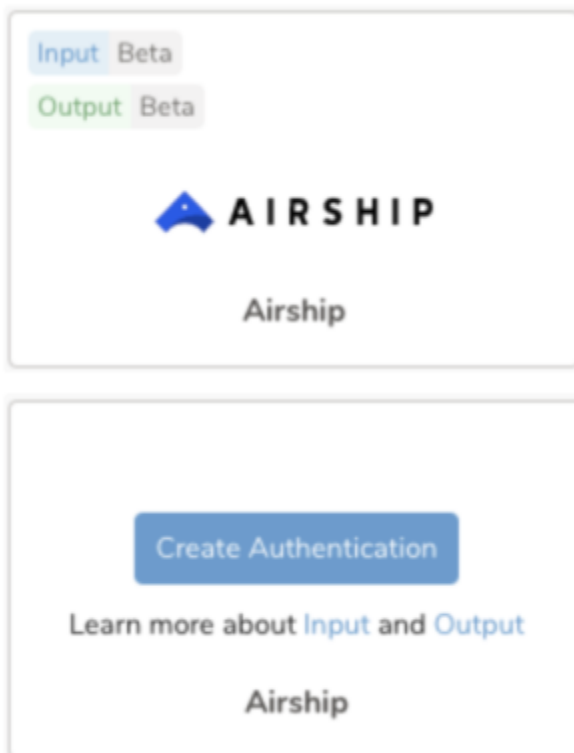 Input Beta
Output Beta
AIRSHIP
Airship
Create Authentication
Learn more about Input and Output
Airship